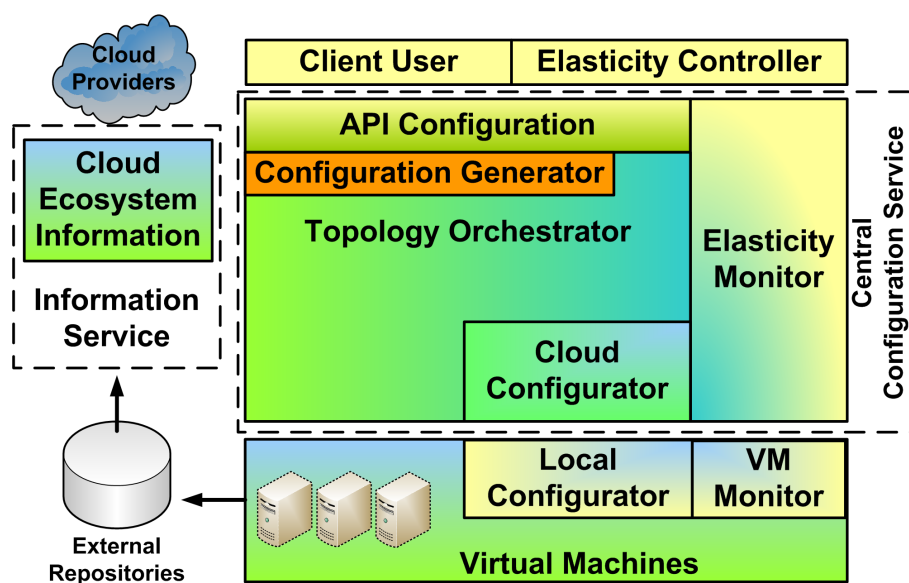 Cloud
Providers
Client User
Elasticity Controller
API Configuration
Configuration Generator
Topology Orchestrator
Cloud
Configurator
Elasticity
Monitor
Central
Configuration Service
Cloud
Ecosystem
Information
Information
Service
External
Repositories
Local
Configurator
VM
Monitor
Virtual Machines